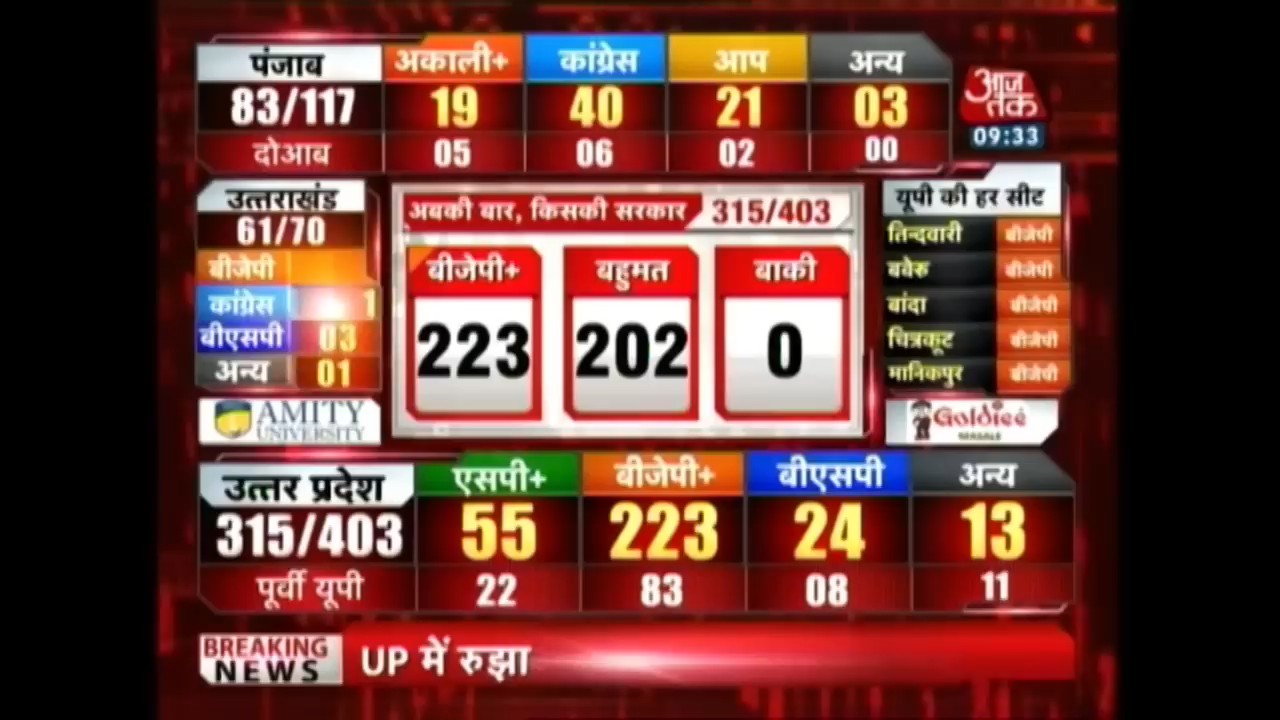 पंजाब अकाली+ कांग्रेस आप अन्य
83/117 19 40 21 03
दोआब 05 06 02 00
आज तक
09:33
उत्तराखंड
61/70
बीजेपी
कांग्रेस 1
बीएसपी 03
अन्य 01
AMITY
UNIVERSITY
अबकी बार, किसकी सरकार 315/403
बीजेपी+ बहुमत बाकी
223 202 0
यूपी की हर सीट
तिन्दवारी बीजेपी
बबेरु बीजेपी
बांदा बीजेपी
चित्रकूट बीजेपी
मानिकपुर बीजेपी
Goldiee
MASALE
उत्तर प्रदेश एसपी+ बीजेपी+ बीएसपी अन्य
315/403 55 223 24 13
पूर्वी यूपी 22 83 08 11
BREAKING
NEWS
UP में रुझा